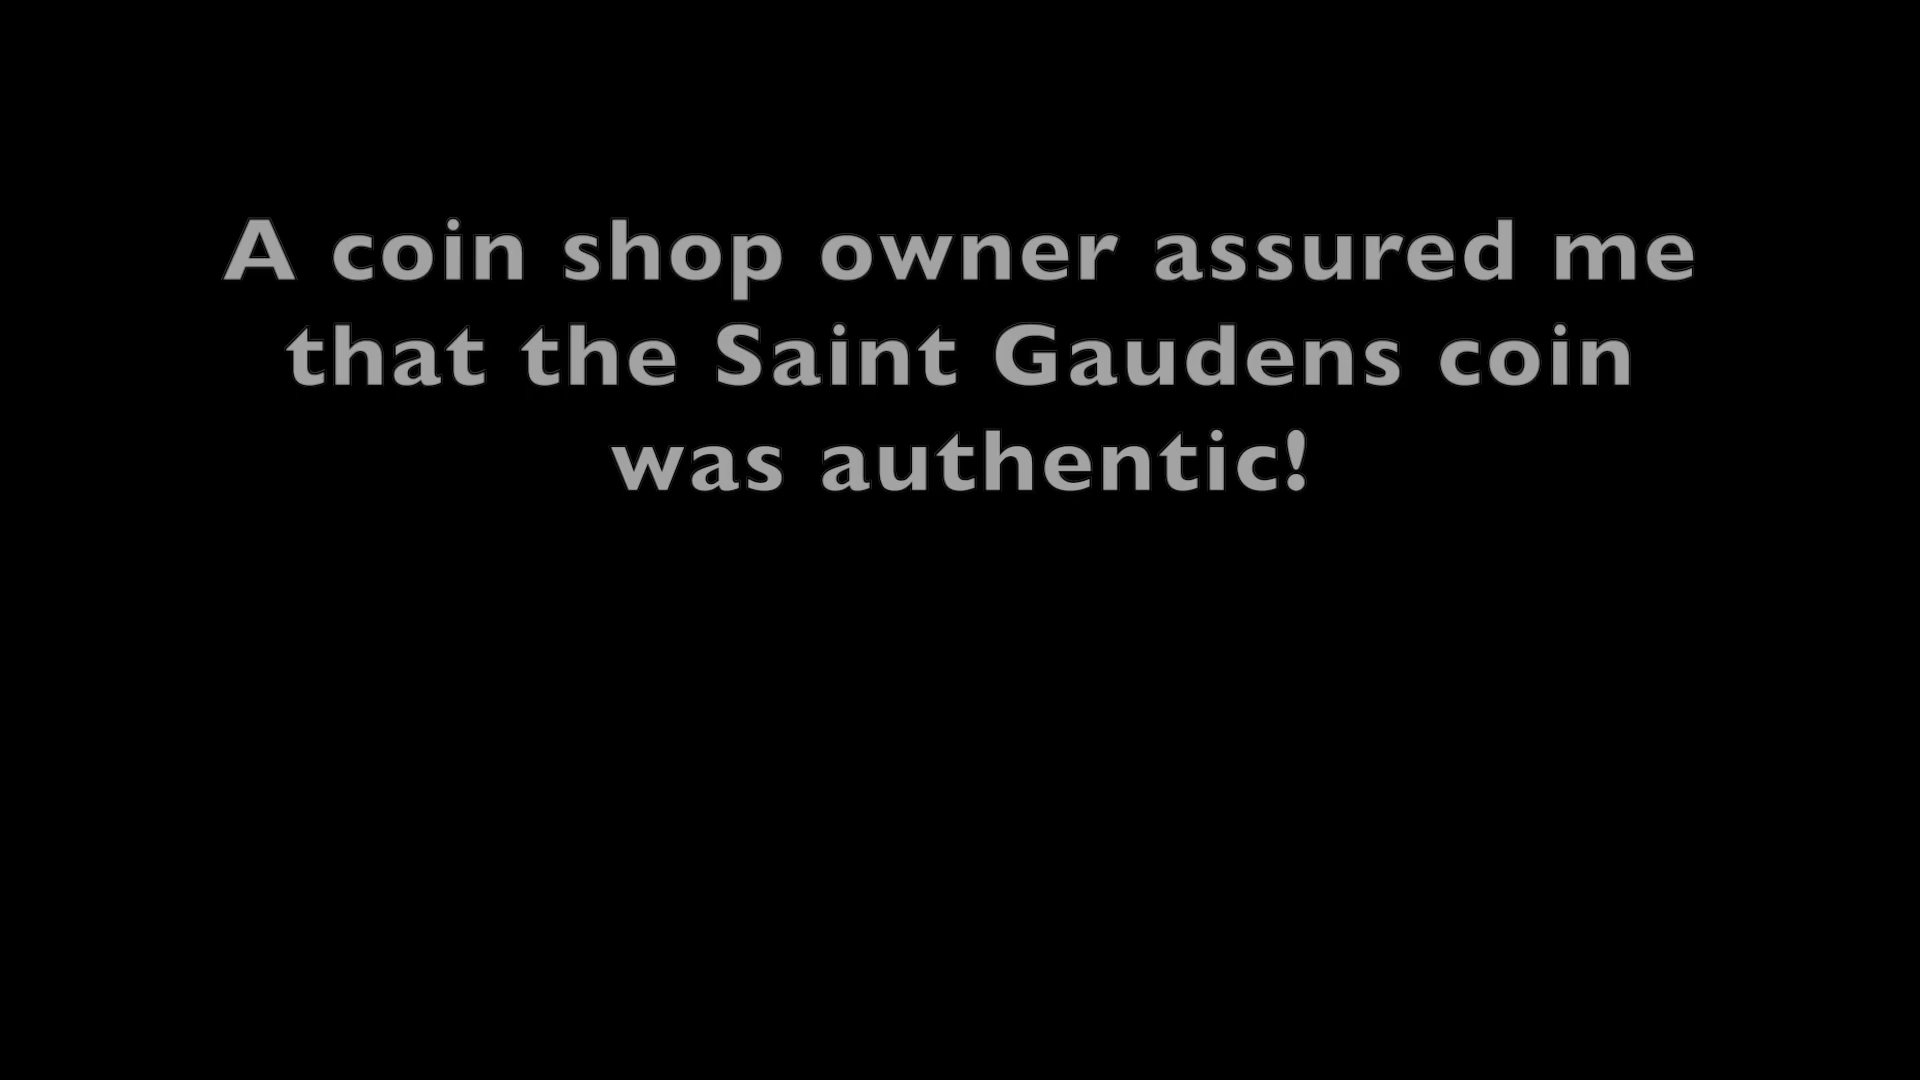 A coin shop owner assured me
that the Saint Gaudens coin
was authentic!